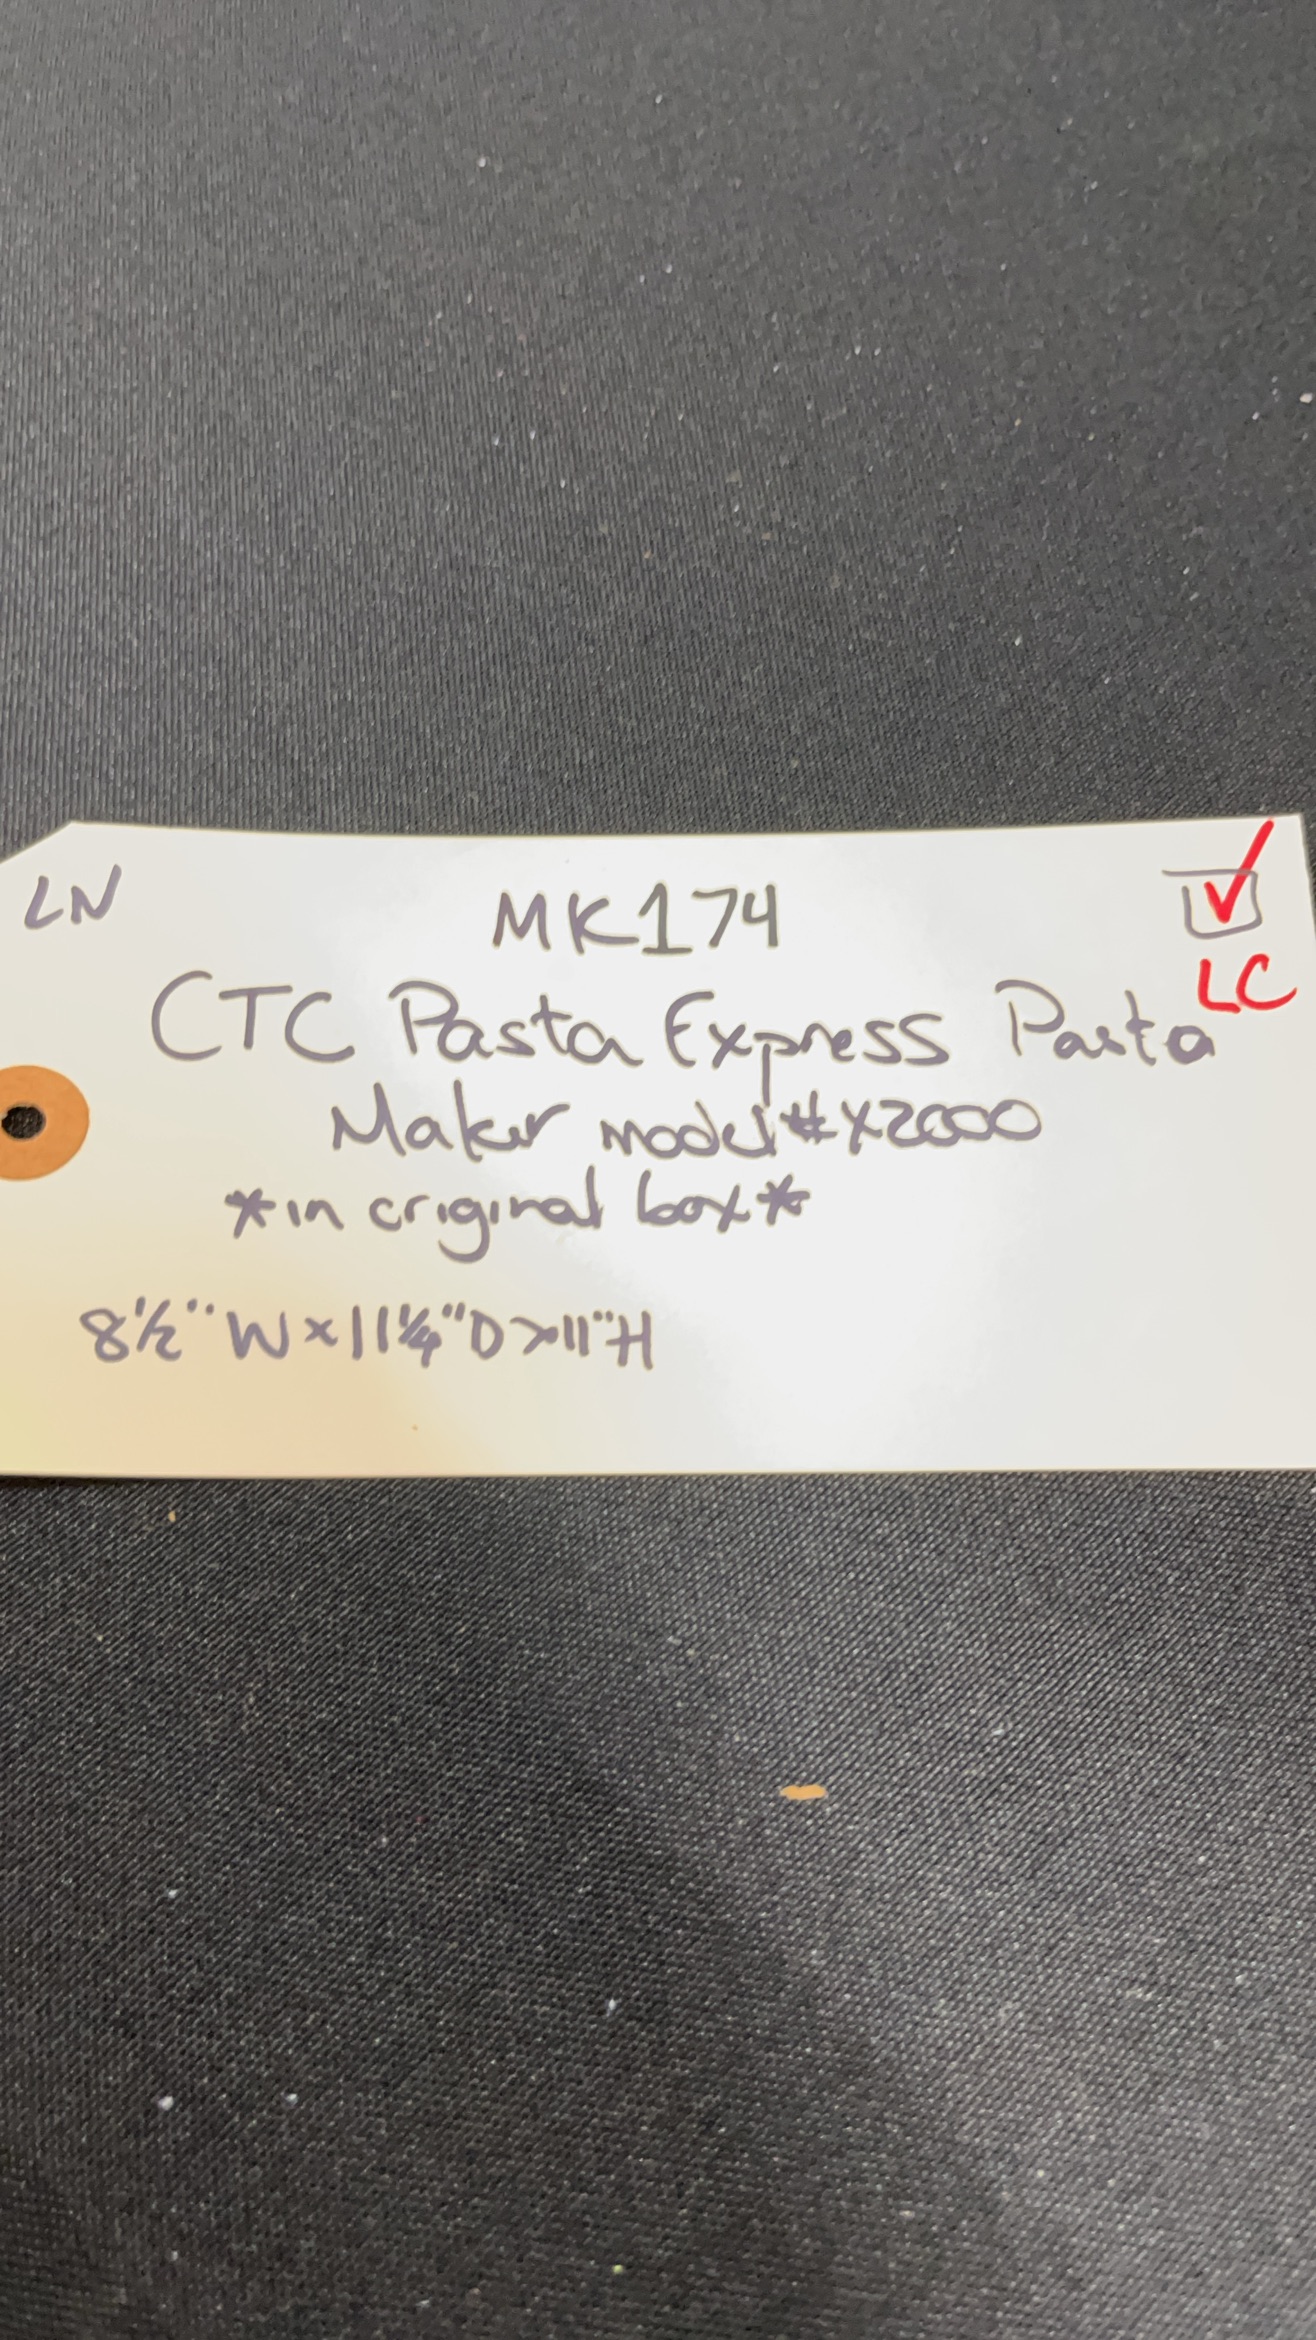 LN
MK174
LC
CTC Pasta Express Pasta
Maker model #X2000
*in original box*
8½" W x 11¼" D x 11" H